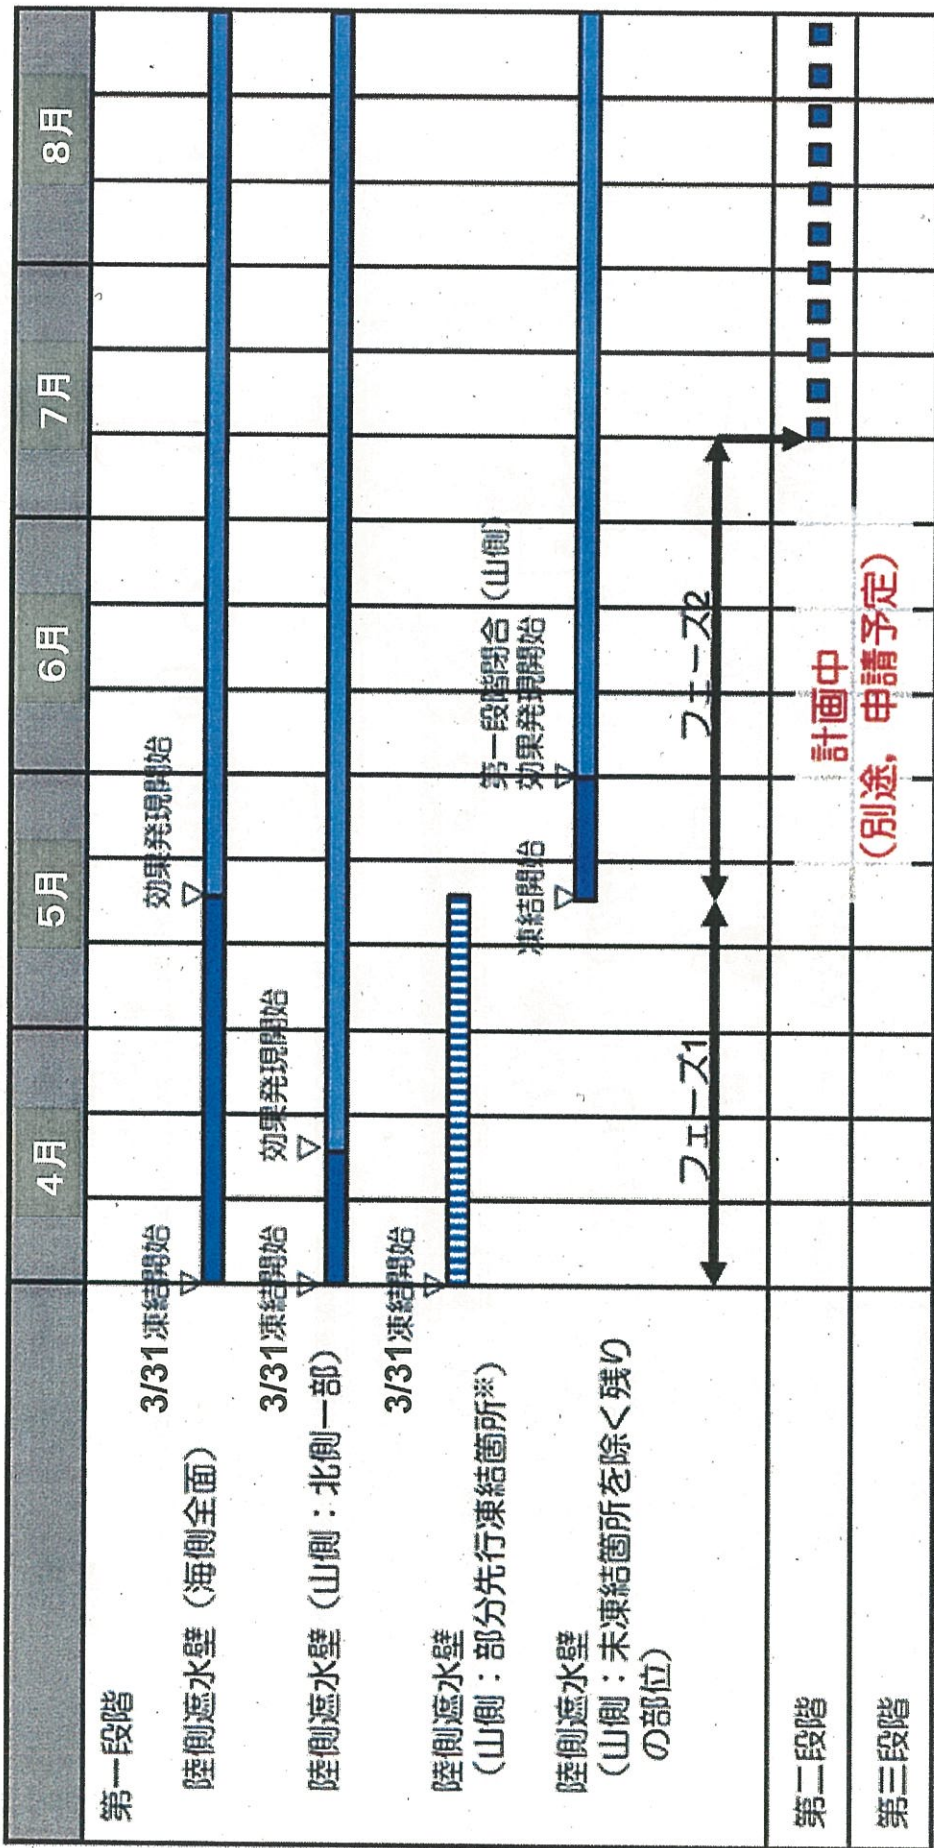 4月
5月
6月
7月
8月
第一段階
3/31凍結開始
効果発現開始
陸側遮水壁（海側全面）
3/31凍結開始
効果発現開始
陸側遮水壁（山側：北側一部）
3/31凍結開始
陸側遮水壁
（山側：部分先行凍結箇所※）
凍結開始
第一段階閉合（山側）
効果発現開始
陸側遮水壁
（山側：未凍結箇所を除く残り
の部位）
フェーズ1
フェーズ2
第二段階
計画中
（別途，申請予定）
第三段階